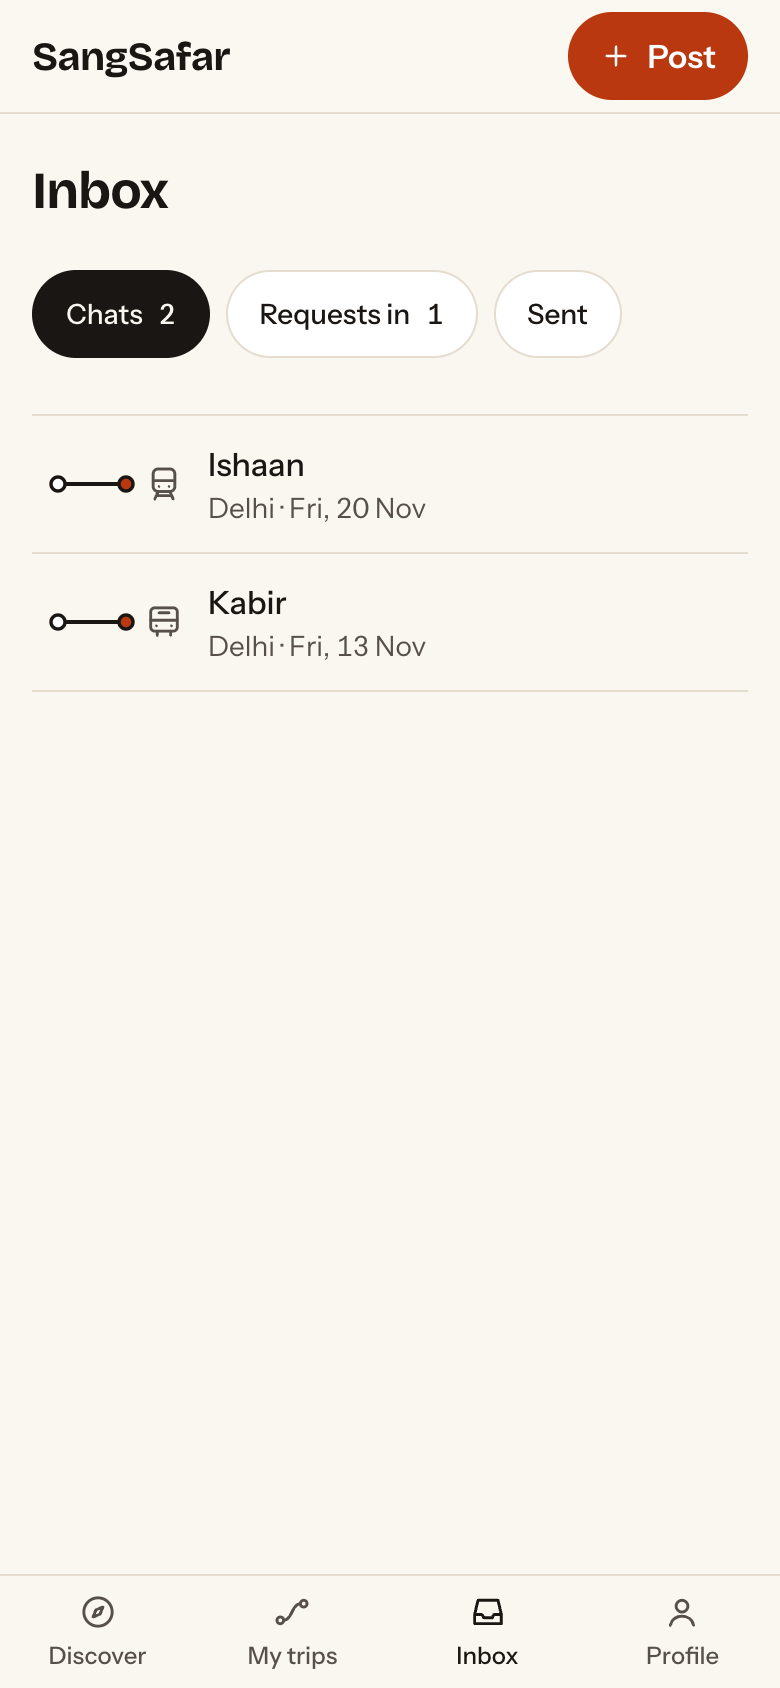 SangSafar
+ Post
Inbox
Chats 2
Requests in 1
Sent
Ishaan
Delhi · Fri, 20 Nov
Kabir
Delhi · Fri, 13 Nov
Discover
My trips
Inbox
Profile